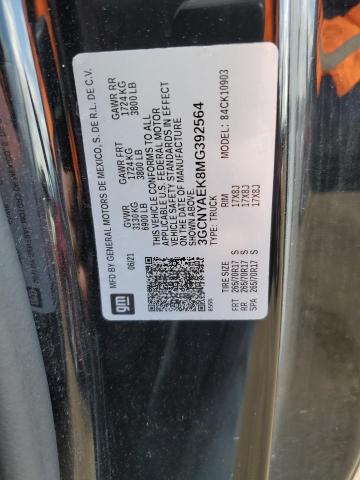 MFD BY GENERAL MOTORS DE MEXICO, S. DE R.L. DE C.V.
06/21 GVWR GAWR FRT GAWR RR
3130 KG 1724 KG 1724 KG
6900 LB 3800 LB 3800 LB
THIS VEHICLE CONFORMS TO ALL
APPLICABLE U.S. FEDERAL MOTOR
VEHICLE SAFETY STANDARDS IN EFFECT
ON THE DATE OF MANUFACTURE
SHOWN ABOVE.
3GCNYAEK8MG392564
TYPE: TRUCK MODEL: 84CK10903
TIRE SIZE RIM
FRT 265/70R17 S 17X8J
RR 265/70R17 S 17X8J
SPA 265/70R17 S 17X8J
gm